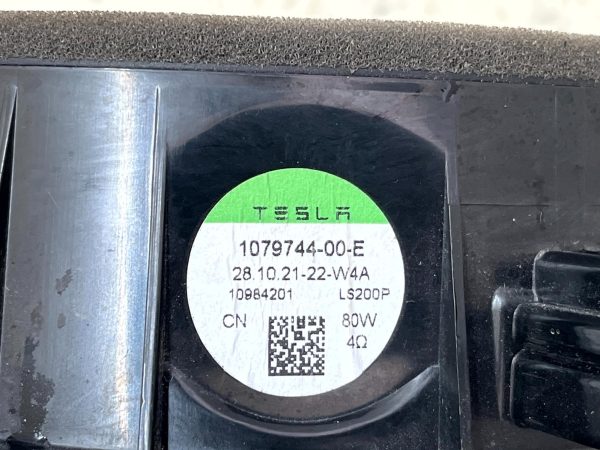 TESLA
1079744-00-E
28.10.21-22-W4A
10984201 LS200P
CN 80W
4Ω